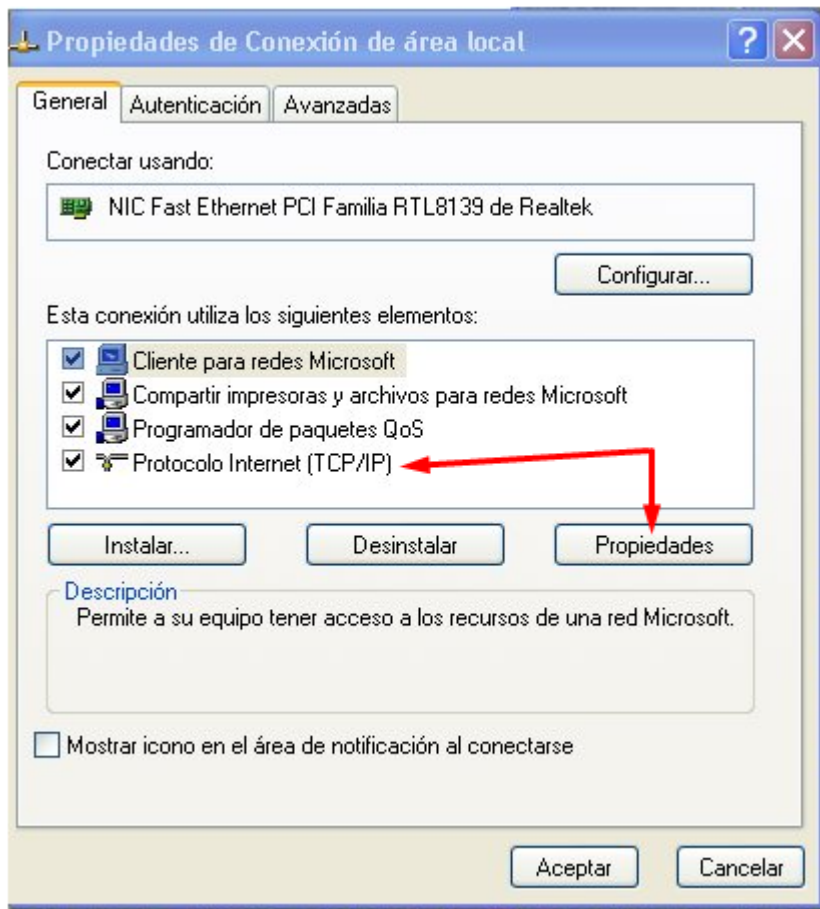 Propiedades de Conexión de área local
General
Autenticación
Avanzadas
Conectar usando:
NIC Fast Ethernet PCI Familia RTL8139 de Realtek
Configurar...
Esta conexión utiliza los siguientes elementos:
Cliente para redes Microsoft
Compartir impresoras y archivos para redes Microsoft
Programador de paquetes QoS
Protocolo Internet (TCP/IP)
Instalar...
Desinstalar
Propiedades
Descripción
Permite a su equipo tener acceso a los recursos de una red Microsoft.
Mostrar icono en el área de notificación al conectarse
Aceptar
Cancelar